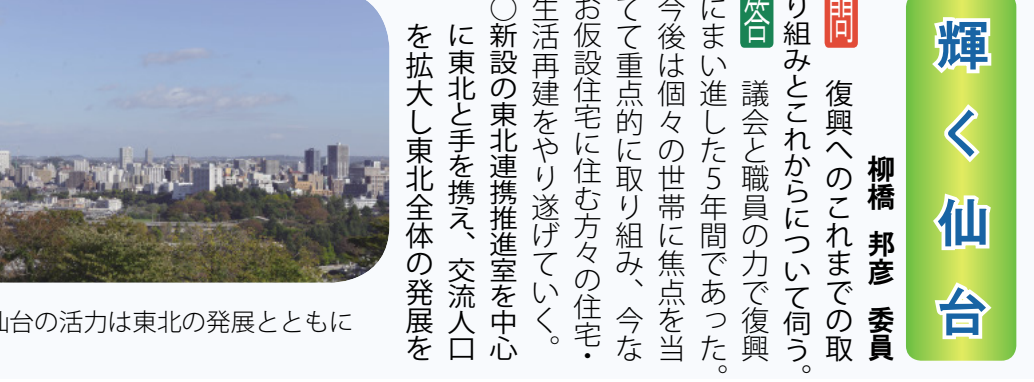 輝く仙台
柳橋 邦彦 委員
問 復興へのこれまでの取
り組みとこれからについて伺う。
答 議会と職員の力で復興
にまい進した5年間であった。
今後は個々の世帯に焦点を当
てて重点的に取り組み、今な
お仮設住宅に住む方々の住宅・
生活再建をやり遂げていく。
○新設の東北連携推進室を中心
に東北と手を携え、交流人口
を拡大し東北全体の発展を
仙台の活力は東北の発展とともに